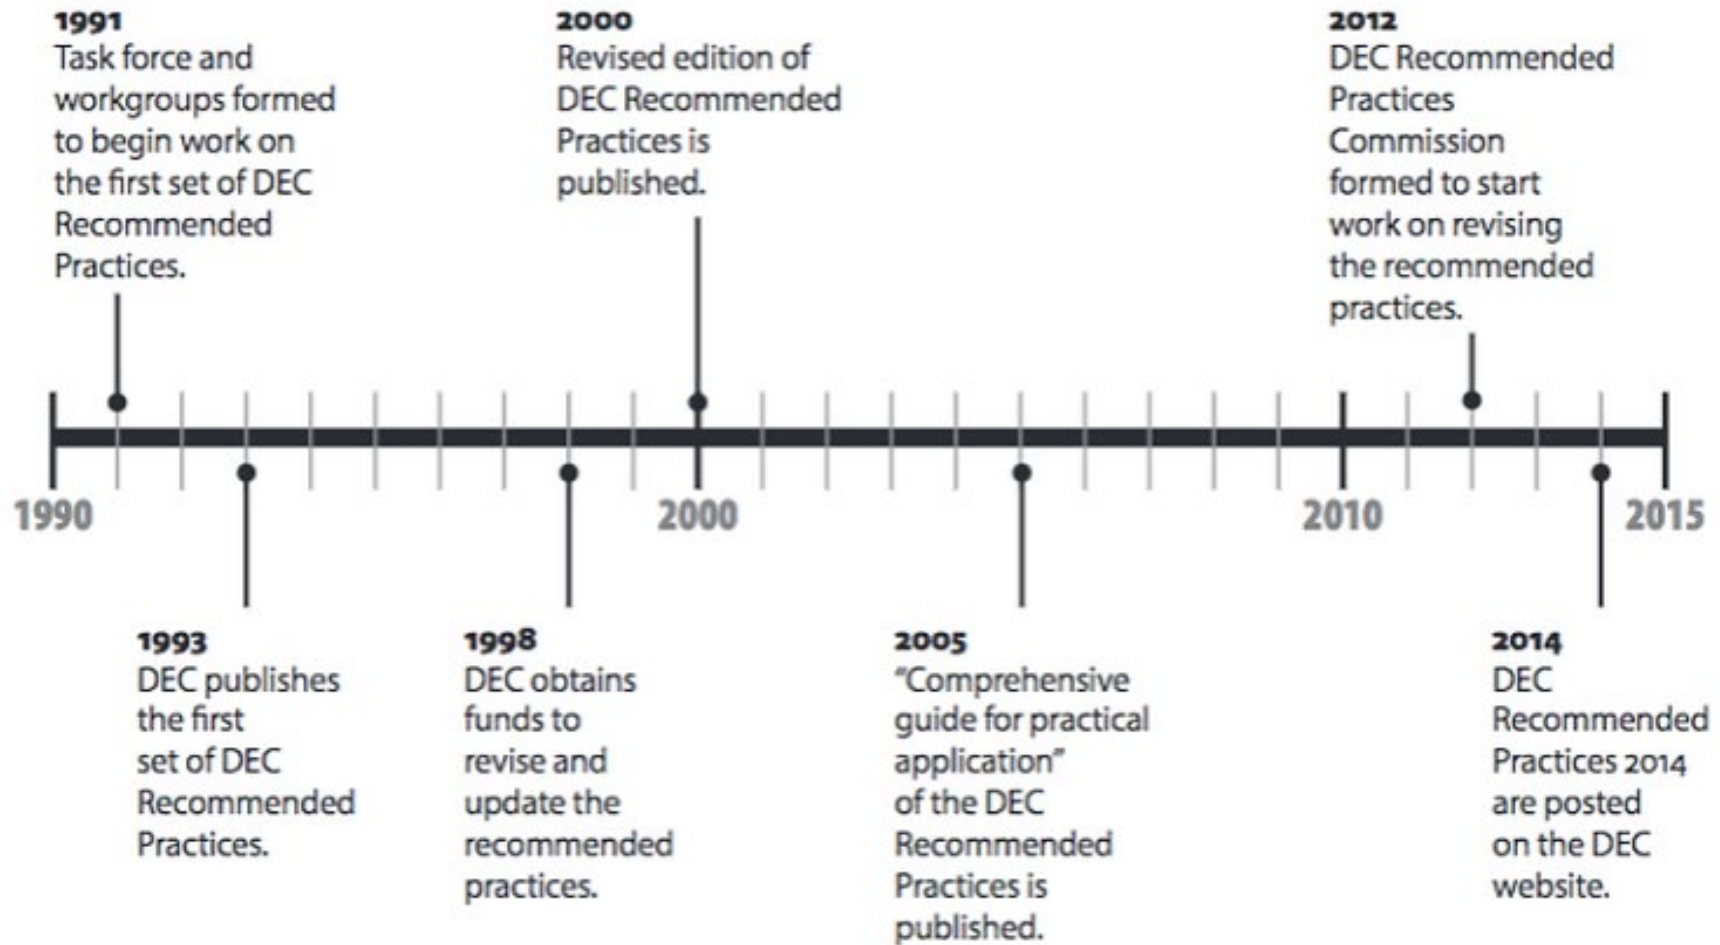 1991
Task force and
workgroups formed
to begin work on
the first set of DEC
Recommended
Practices.
2000
Revised edition of
DEC Recommended
Practices is
published.
2012
DEC Recommended
Practices
Commission
formed to start
work on revising
the recommended
practices.
1990
2000
2010
2015
1993
DEC publishes
the first
set of DEC
Recommended
Practices.
1998
DEC obtains
funds to
revise and
update the
recommended
practices.
2005
“Comprehensive
guide for practical
application”
of the DEC
Recommended
Practices is
published.
2014
DEC
Recommended
Practices 2014
are posted
on the DEC
website.